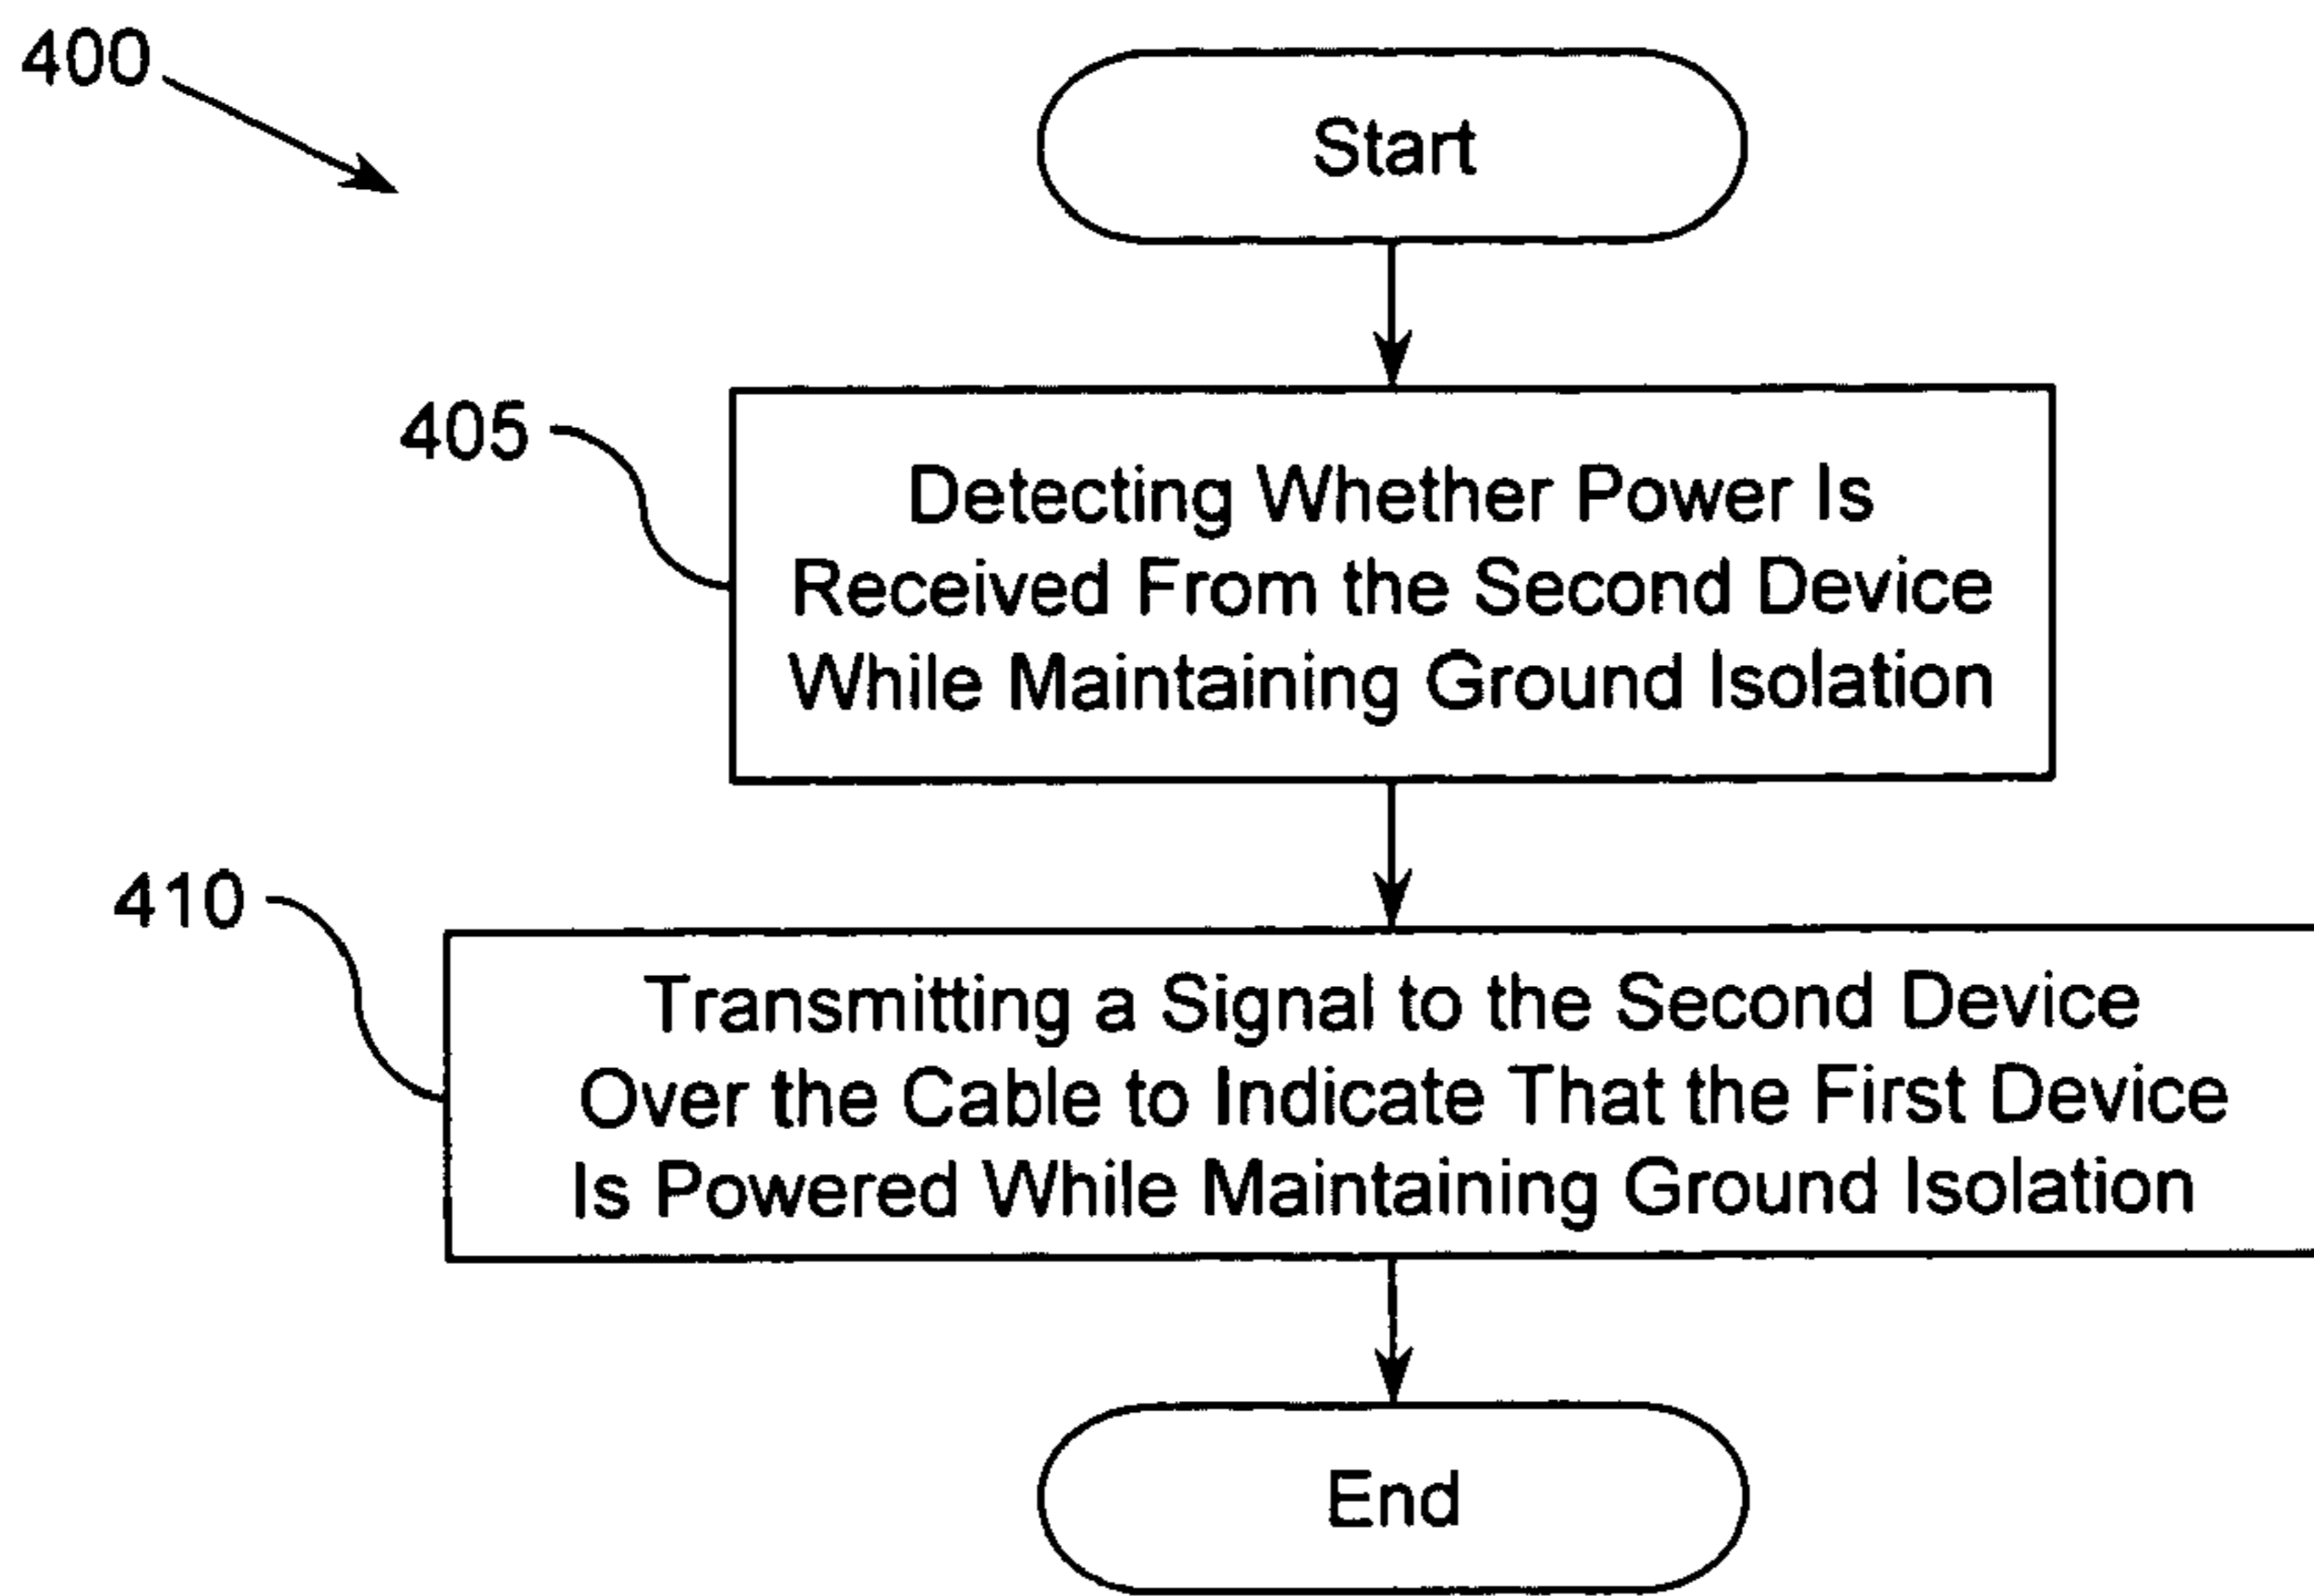 400
Start
405
Detecting Whether Power Is
Received From the Second Device
While Maintaining Ground Isolation
410
Transmitting a Signal to the Second Device
Over the Cable to Indicate That the First Device
Is Powered While Maintaining Ground Isolation
End